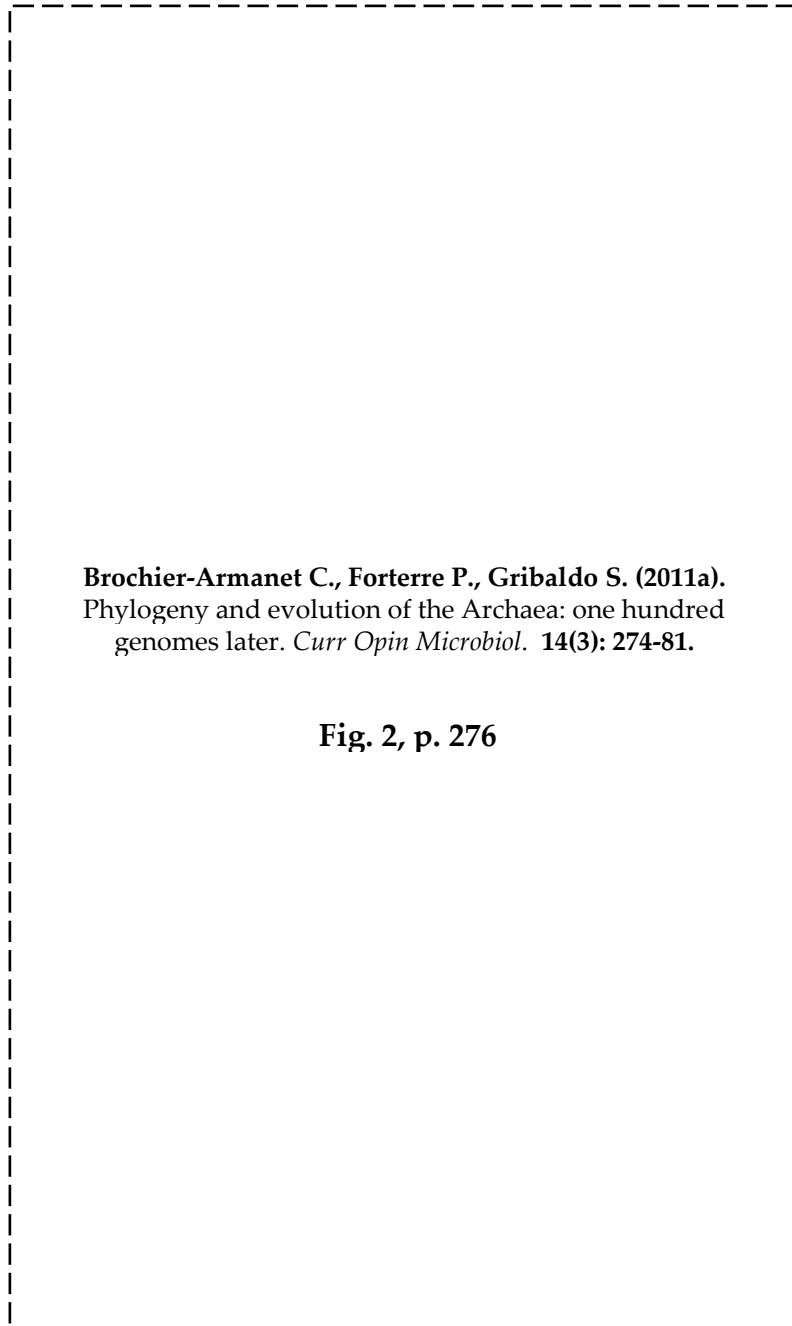 Brochier-Armanet C., Forterre P., Gribaldo S. (2011a).
Phylogeny and evolution of the Archaea: one hundred
genomes later. Curr Opin Microbiol. 14(3): 274-81.
Fig. 2, p. 276